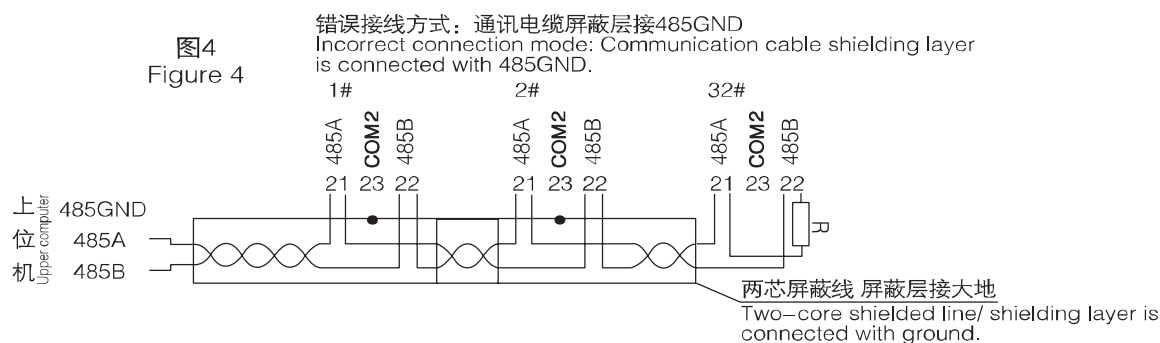 图4
Figure 4
错误接线方式：通讯电缆屏蔽层接485GND
Incorrect connection mode: Communication cable shielding layer
is connected with 485GND.
1# 2# 32#
485A COM2 485B 485A COM2 485B 485A COM2 485B
21 23 22 21 23 22 21 23 22
上位机
Upper computer
485GND
485A
485B
R
两芯屏蔽线 屏蔽层接大地
Two-core shielded line/ shielding layer is
connected with ground.